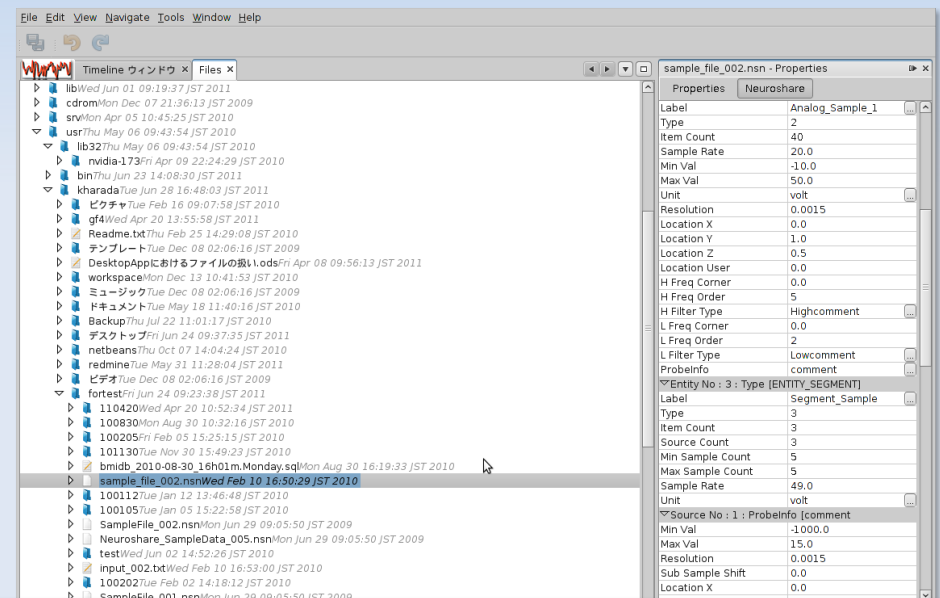 File Edit View Navigate Tools Window Help
Timeline ウィンドウ × Files ×
libWed Jun 01 09:19:37 JST 2011
cdromMon Dec 07 21:36:13 JST 2009
srvMon Apr 05 10:45:25 JST 2010
usrThu May 06 09:43:54 JST 2010
lib32Thu May 06 09:43:54 JST 2010
nvidia-173Fri Apr 09 22:24:29 JST 2010
binThu Jun 23 14:08:30 JST 2011
kharadaTue Jun 28 16:48:03 JST 2011
ピクチャTue Feb 16 09:07:58 JST 2010
gf4Wed Apr 20 13:55:58 JST 2011
Readme.txtThu Feb 25 14:29:08 JST 2010
テンプレートTue Dec 08 02:06:16 JST 2009
DesktopAppにおけるファイルの扱い.odsFri Apr 08 09:56:13 JST 2011
workspaceMon Dec 13 10:41:53 JST 2010
ミュージックTue Dec 08 02:06:16 JST 2009
ドキュメントTue May 18 11:40:16 JST 2010
BackupThu Jul 22 11:01:17 JST 2010
デスクトップFri Jun 24 09:37:35 JST 2011
netbeansThu Oct 07 14:04:24 JST 2010
redmineTue May 31 11:28:04 JST 2011
ビデオTue Dec 08 02:06:16 JST 2009
fortestFri Jun 24 09:23:38 JST 2011
110420Wed Apr 20 10:52:34 JST 2011
100830Mon Aug 30 10:32:16 JST 2010
100205Fri Feb 05 15:25:15 JST 2010
101130Tue Nov 30 15:49:23 JST 2010
bmidb_2010-08-30_16h01m.Monday.sqlMon Aug 30 16:19:33 JST 2010
sample_file_002.nsnWed Feb 10 16:50:29 JST 2010
100112Tue Jan 12 13:46:48 JST 2010
100105Tue Jan 05 15:22:58 JST 2010
SampleFile_002.nsnMon Jun 29 09:05:50 JST 2009
Neuroshare_SampleData_005.nsnMon Jun 29 09:05:50 JST 2009
testWed Jun 02 14:52:26 JST 2010
input_002.txtWed Feb 10 16:53:00 JST 2010
100202Tue Feb 02 14:18:12 JST 2010
SampleFile_001.nsnMon Jun 29 09:05:50 JST 2009
sample_file_002.nsn - Properties
Properties Neuroshare
Label Analog_Sample_1 ...
Type 2
Item Count 40
Sample Rate 20.0
Min Val -10.0
Max Val 50.0
Unit volt ...
Resolution 0.0015
Location X 0.0
Location Y 1.0
Location Z 0.5
Location User 0.0
H Freq Corner 0.0
H Freq Order 5
H Filter Type Highcomment ...
L Freq Corner 0.0
L Freq Order 2
L Filter Type Lowcomment ...
ProbeInfo comment ...
Entity No : 3 : Type [ENTITY_SEGMENT]
Label Segment_Sample ...
Type 3
Item Count 3
Source Count 3
Min Sample Count 5
Max Sample Count 5
Sample Rate 49.0
Unit volt ...
Source No : 1 : ProbeInfo [comment
Min Val -1000.0
Max Val 15.0
Resolution 0.0015
Sub Sample Shift 0.0
Location X 0.0